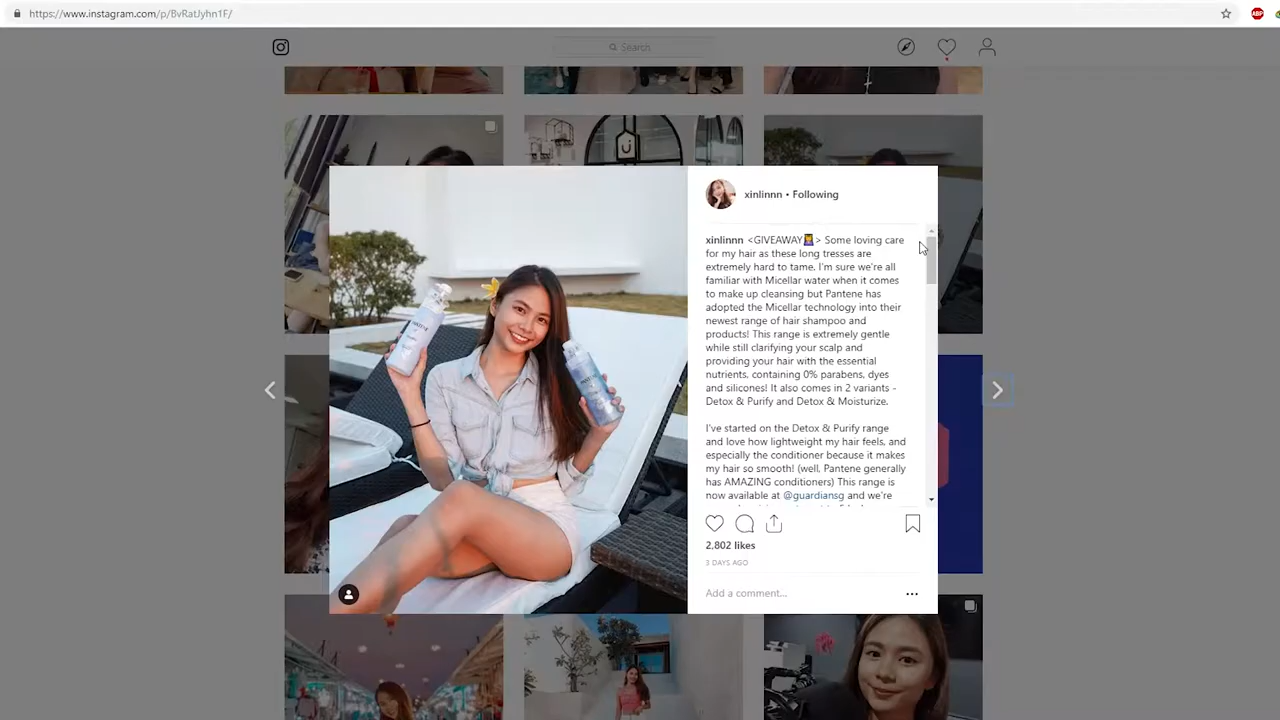 https://www.instagram.com/p/BvRatJyhn1F/
ABP
Search
xinlinnn • Following
xinlinnn <GIVEAWAY💆‍♀️> Some loving care
for my hair as these long tresses are
extremely hard to tame. I'm sure we're all
familiar with Micellar water when it comes
to make up cleansing but Pantene has
adopted the Micellar technology into their
newest range of hair shampoo and
products! This range is extremely gentle
while still clarifying your scalp and
providing your hair with the essential
nutrients, containing 0% parabens, dyes
and silicones! It also comes in 2 variants -
Detox & Purify and Detox & Moisturize.
I've started on the Detox & Purify range
and love how lightweight my hair feels, and
especially the conditioner because it makes
my hair so smooth! (well, Pantene generally
has AMAZING conditioners) This range is
now available at @guardiansg and we're
2,802 likes
3 DAYS AGO
Add a comment...